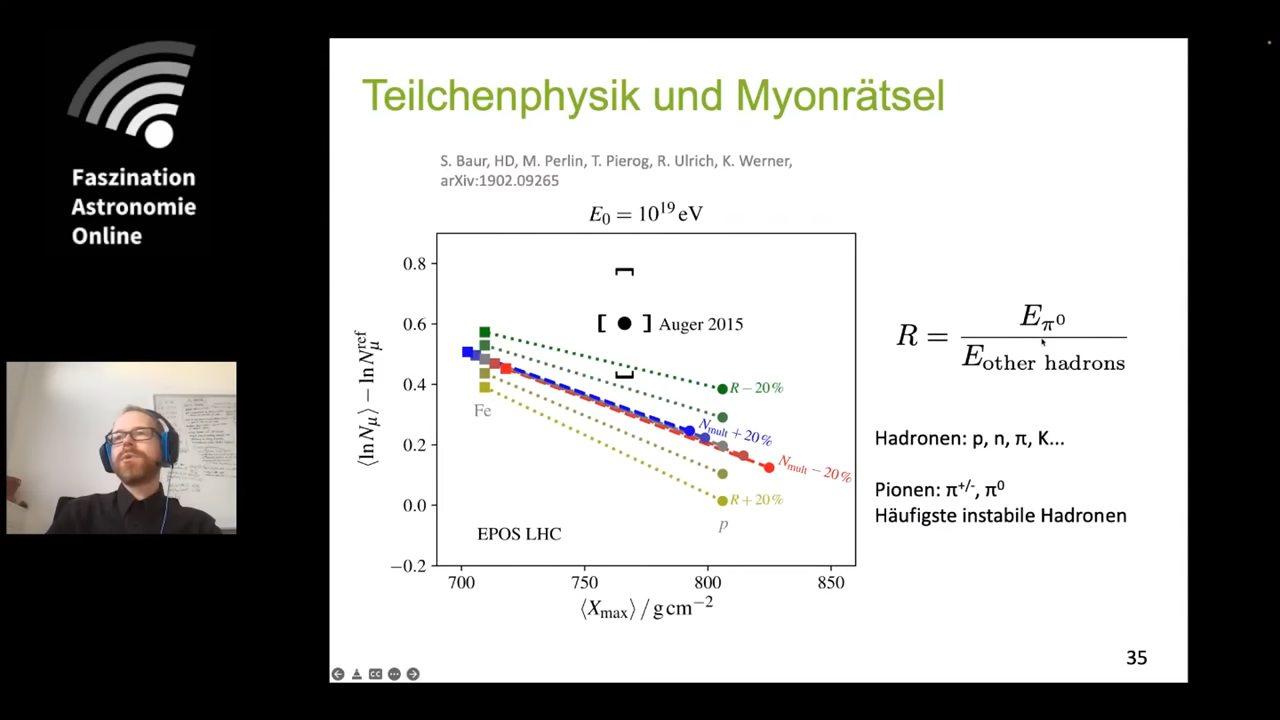 Faszination
Astronomie
Online
Teilchenphysik und Myonrätsel
S. Baur, HD, M. Perlin, T. Pierog, R. Ulrich, K. Werner,
arXiv:1902.09265
E₀ = 10¹⁹ eV
0.8
0.6
0.4
0.2
0.0
−0.2
⟨ln N_μ⟩ − ln N_μ^ref
[ ● ] Auger 2015
R − 20 %
N_mult + 20 %
N_mult − 20 %
R + 20 %
Fe
p
EPOS LHC
700 750 800 850
⟨X_max⟩ / g cm⁻²
R = E_π⁰ / E_other hadrons
Hadronen: p, n, π, K...
Pionen: π⁺/⁻, π⁰
Häufigste instabile Hadronen
35